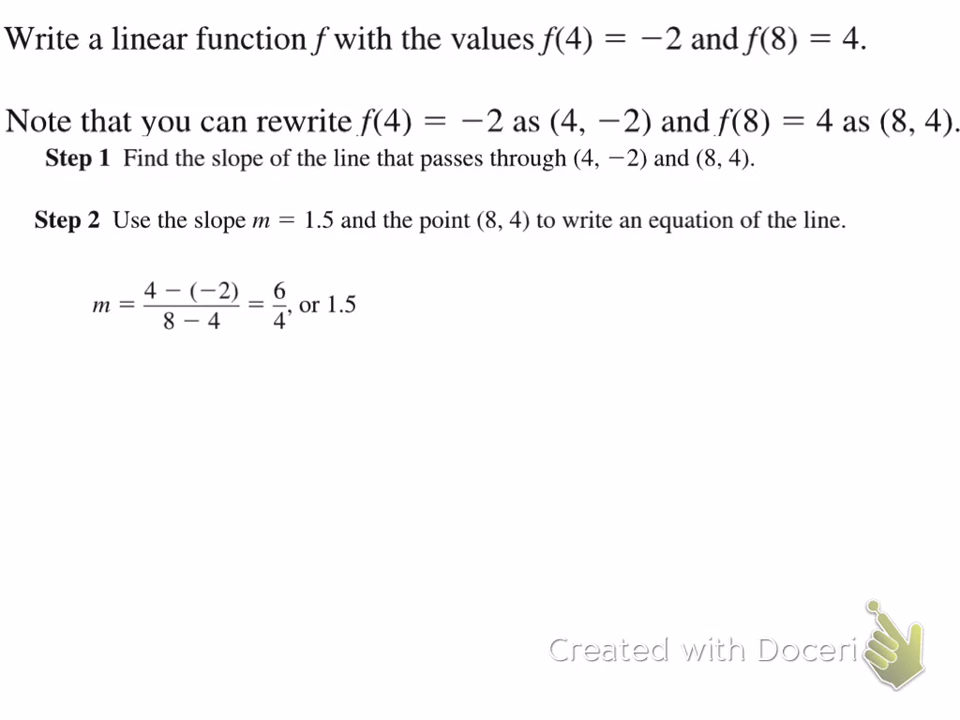 Write a linear function f with the values f(4) = −2 and f(8) = 4.
Note that you can rewrite f(4) = −2 as (4, −2) and f(8) = 4 as (8, 4).
Step 1 Find the slope of the line that passes through (4, −2) and (8, 4).
Step 2 Use the slope m = 1.5 and the point (8, 4) to write an equation of the line.
m = 4 − (−2) / 8 − 4 = 6/4, or 1.5
Created with Doceri